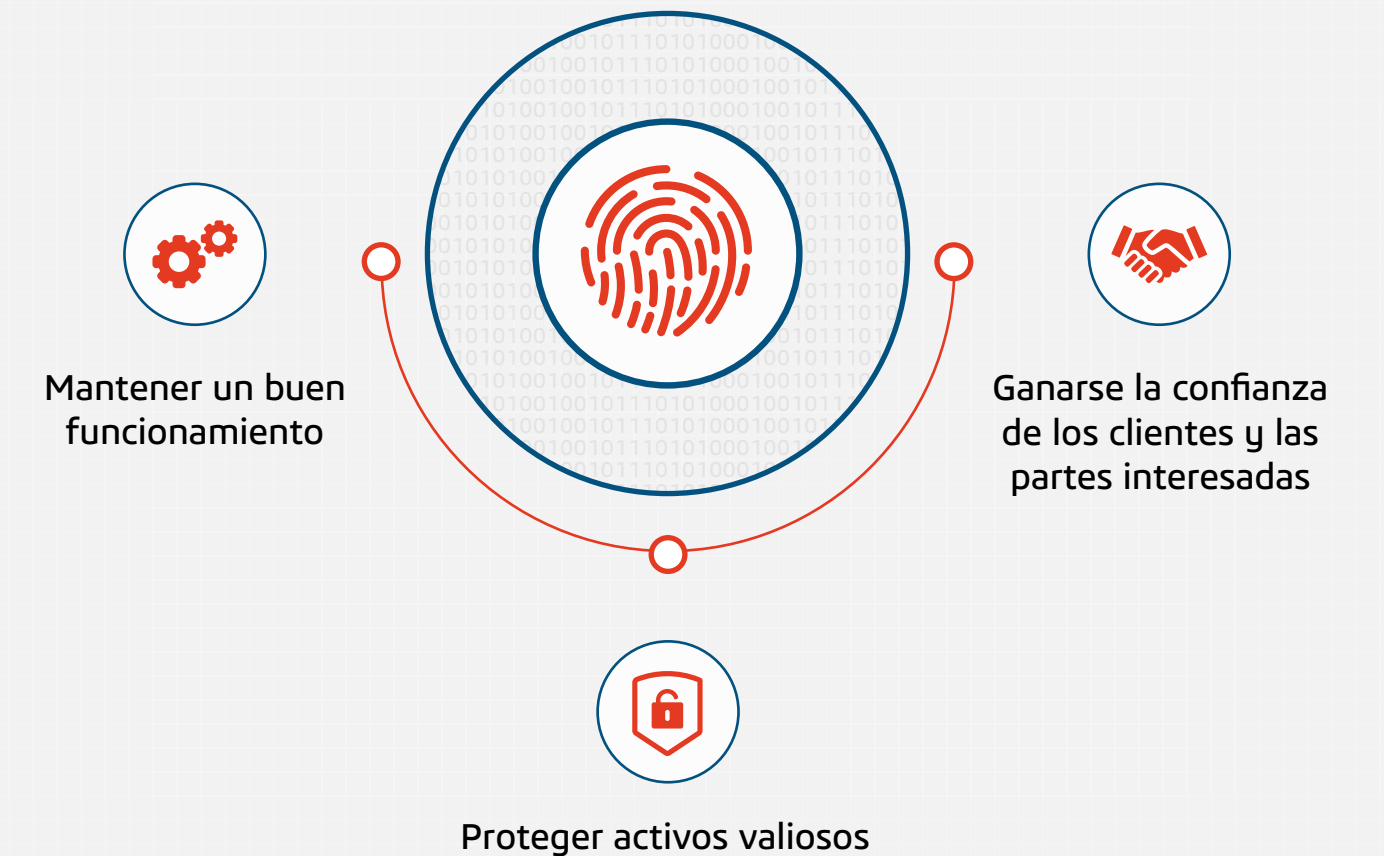 Mantener un buen
funcionamiento
Ganarse la confianza
de los clientes y las
partes interesadas
Proteger activos valiosos